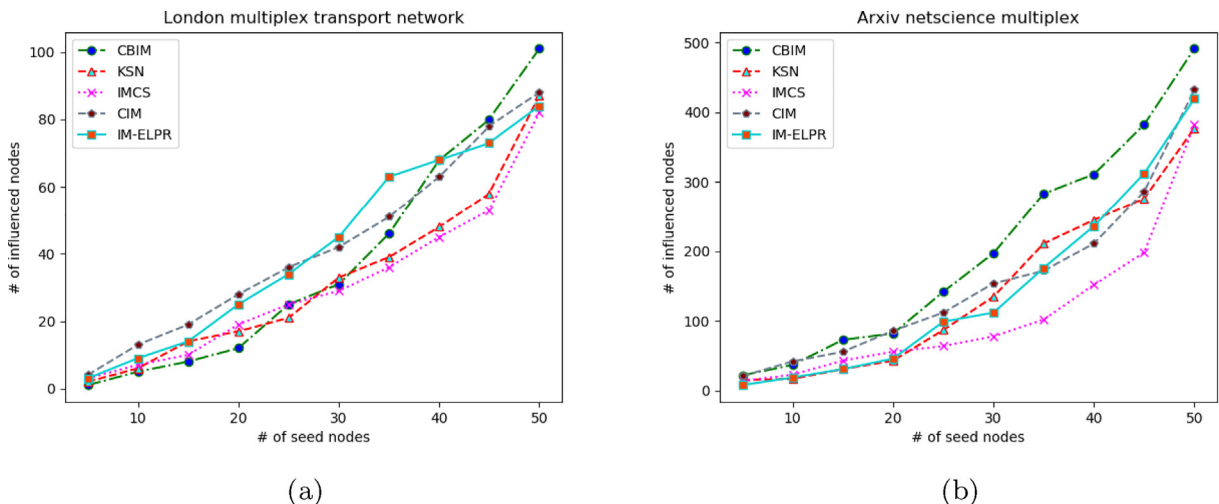 London multiplex transport network
100
80
60
40
20
0
# of influenced nodes
CBIM
KSN
IMCS
CIM
IM-ELPR
10
20
30
40
50
# of seed nodes
(a)
Arxiv netscience multiplex
500
400
300
200
100
0
# of influenced nodes
CBIM
KSN
IMCS
CIM
IM-ELPR
10
20
30
40
50
# of seed nodes
(b)